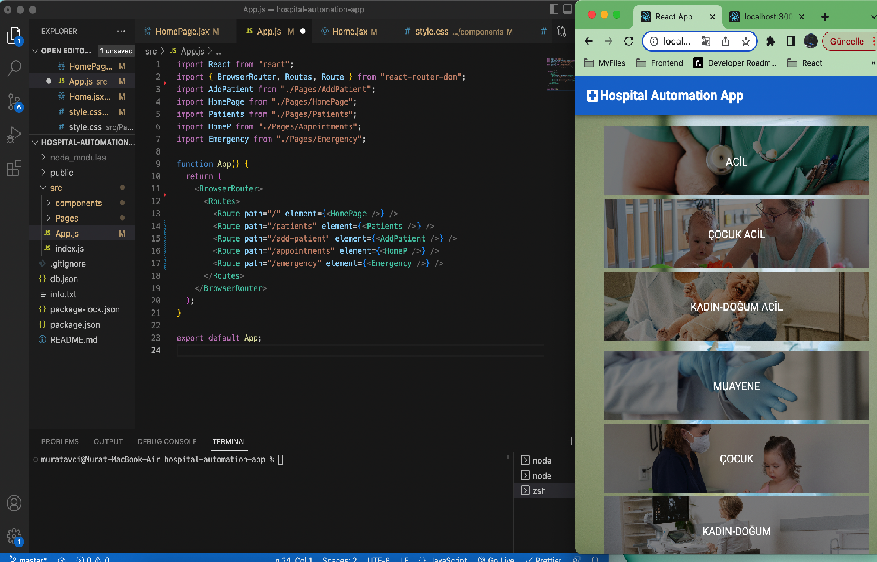 App.js — hospital-automation-app
EXPLORER
HomePage.jsx M
App.js M
Home.jsx M
style.css .../components M
OPEN EDITO... 1 unsaved
HomePag... M
App.js src M
Home.jsx... M
style.css... M
style.css src/Pa...
HOSPITAL-AUTOMATION...
node_modules
public
src
components
Pages
App.js M
index.js
.gitignore
db.json
info.txt
package-lock.json
package.json
README.md
src > App.js > ...
1 import React from "react";
2 import { BrowserRouter, Routes, Route } from "react-router-dom";
3 import AddPatient from "./Pages/AddPatient";
4 import HomePage from "./Pages/HomePage";
5 import Patients from "./Pages/Patients";
6 import HomeP from "./Pages/Appointments";
7 import Emergency from "./Pages/Emergency";
8
9 function App() {
10 return (
11 <BrowserRouter>
12 <Routes>
13 <Route path="/" element={<HomePage />} />
14 <Route path="/patients" element={<Patients />} />
15 <Route path="/add-patient" element={<AddPatient />} />
16 <Route path="/appointments" element={<HomeP />} />
17 <Route path="/emergency" element={<Emergency />} />
18 </Routes>
19 </BrowserRouter>
20 );
21 }
22
23 export default App;
24
PROBLEMS OUTPUT DEBUG CONSOLE TERMINAL
muratavci@Murat-MacBook-Air hospital-automation-app %
node
node
zsh
master*
Ln 24, Col 1 Spaces: 2 UTF-8 LF JavaScript Go Live Prettier
React App
localhost:3/0
local...
Güncelle
MyFiles
Frontend
Developer Roadm...
React
Hospital Automation App
ACİL
ÇOCUK ACİL
KADIN-DOĞUM ACİL
MUAYENE
ÇOCUK
KADIN-DOĞUM